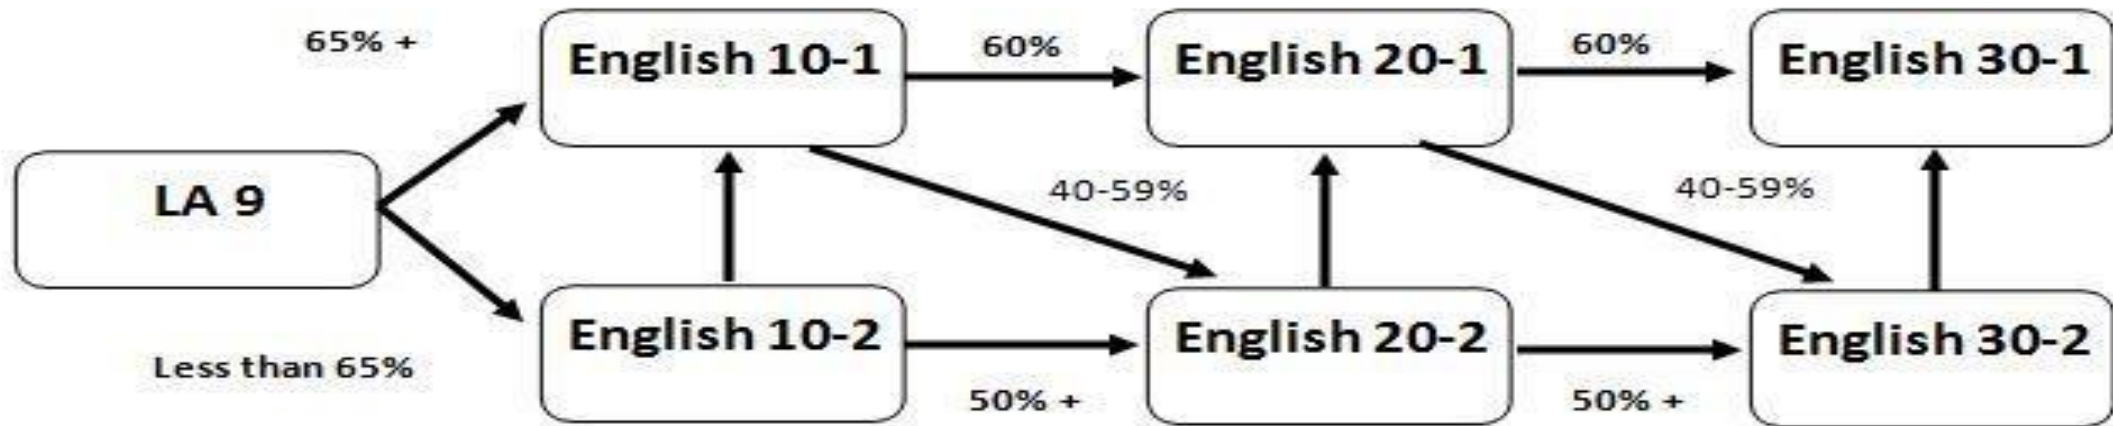 65% +
English 10-1
60%
English 20-1
60%
English 30-1
LA 9
40-59%
40-59%
Less than 65%
English 10-2
50% +
English 20-2
50% +
English 30-2